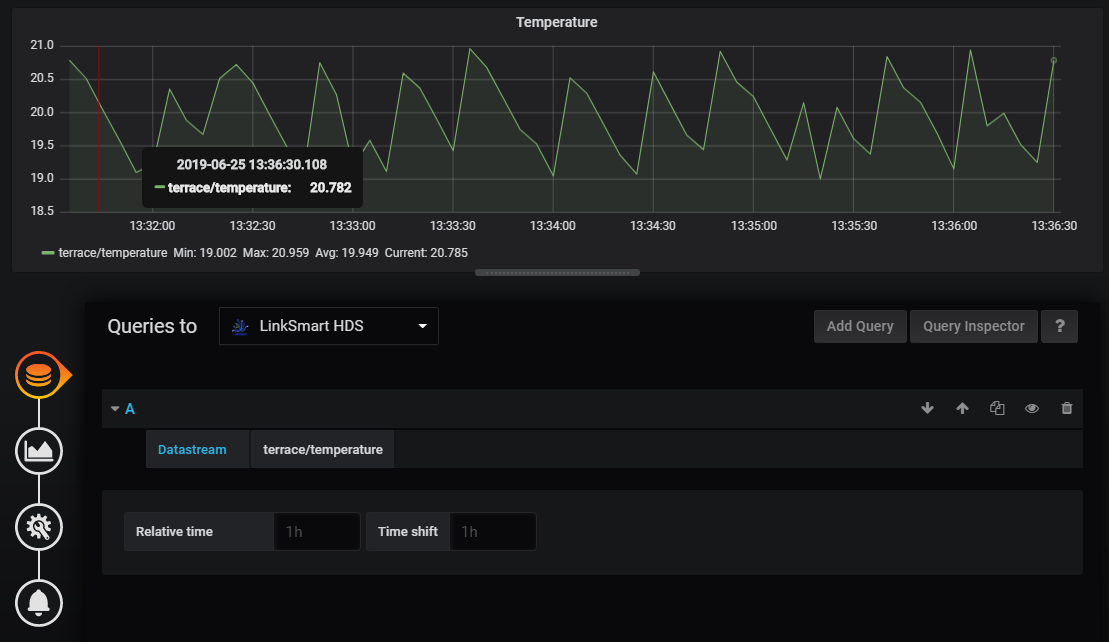 Temperature
21.0
20.5
20.0
19.5
19.0
18.5
2019-06-25 13:36:30.108
terrace/temperature: 20.782
13:32:00 13:32:30 13:33:00 13:33:30 13:34:00 13:34:30 13:35:00 13:35:30 13:36:00 13:36:30
terrace/temperature Min: 19.002 Max: 20.959 Avg: 19.949 Current: 20.785
Queries to LinkSmart HDS Add Query Query Inspector ?
A
Datastream terrace/temperature
Relative time 1h Time shift 1h